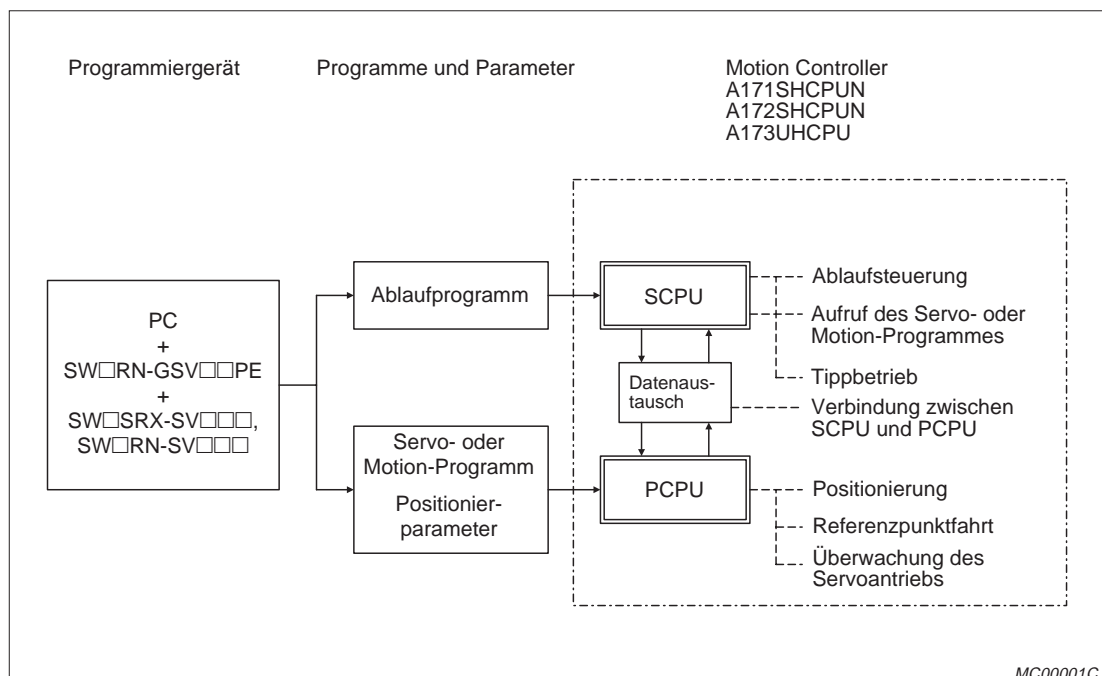 Programmiergerät
Programme und Parameter
Motion Controller
A171SHCPUN
A172SHCPUN
A173UHCPU
PC
+
SW□RN-GSV□□PE
+
SW□SRX-SV□□□,
SW□RN-SV□□□
Ablaufprogramm
Servo- oder
Motion-Programm
Positionier-
parameter
SCPU
Datenaus-
tausch
PCPU
Ablaufsteuerung
Aufruf des Servo- oder
Motion-Programmes
Tippbetrieb
Verbindung zwischen
SCPU und PCPU
Positionierung
Referenzpunktfahrt
Überwachung des
Servoantriebs
MC00001C